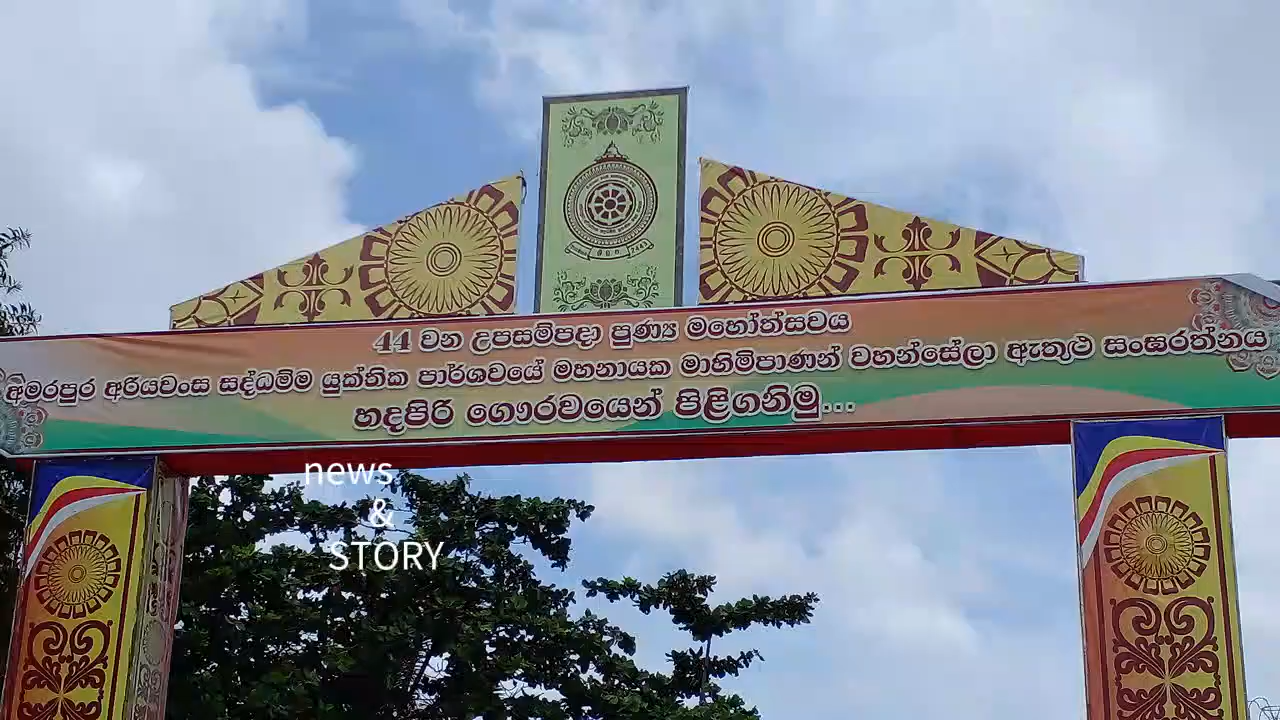 44 වන උපසම්පදා පුණ්‍ය මහෝත්සවය
අමරපුර අරියවංස සද්ධම්ම යුක්තික පාර්ශවයේ මහනායක මාහිමිපාණන් වහන්සේලා ඇතුළු සංඝරත්නය
හදපිරි ගෞරවයෙන් පිළිගනිමු...
news
&
STORY